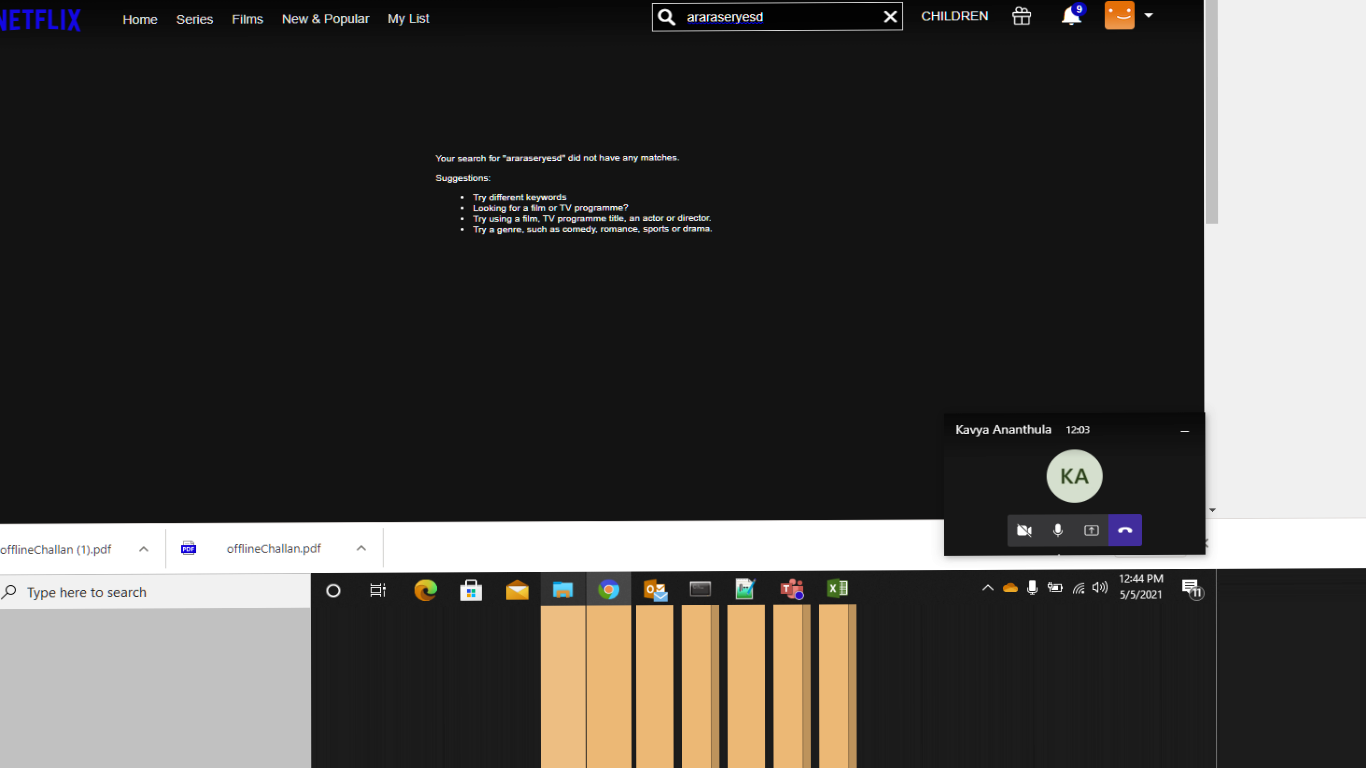 NETFLIX
Home Series Films New & Popular My List
araraseryesd
CHILDREN
9
Your search for "araraseryesd" did not have any matches.
Suggestions:
• Try different keywords
• Looking for a film or TV programme?
• Try using a film, TV programme title, an actor or director.
• Try a genre, such as comedy, romance, sports or drama.
Kavya Ananthula 12:03
KA
offlineChallan (1).pdf
PDF
offlineChallan.pdf
Type here to search
12:44 PM
5/5/2021
11